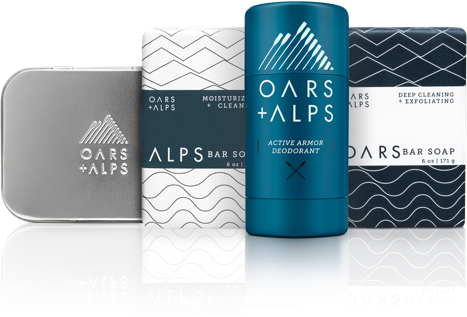 OARS
+ALPS
OARS
+ALPS
MOISTURIZ
+ CLEAN
ALPS BAR SO
6 oz |
OARS
+ALPS
ACTIVE ARMOR
DEODORANT
OARS
+ALPS
DEEP CLEANING
+ EXFOLIATING
OARS BAR SOAP
6 oz | 171 g